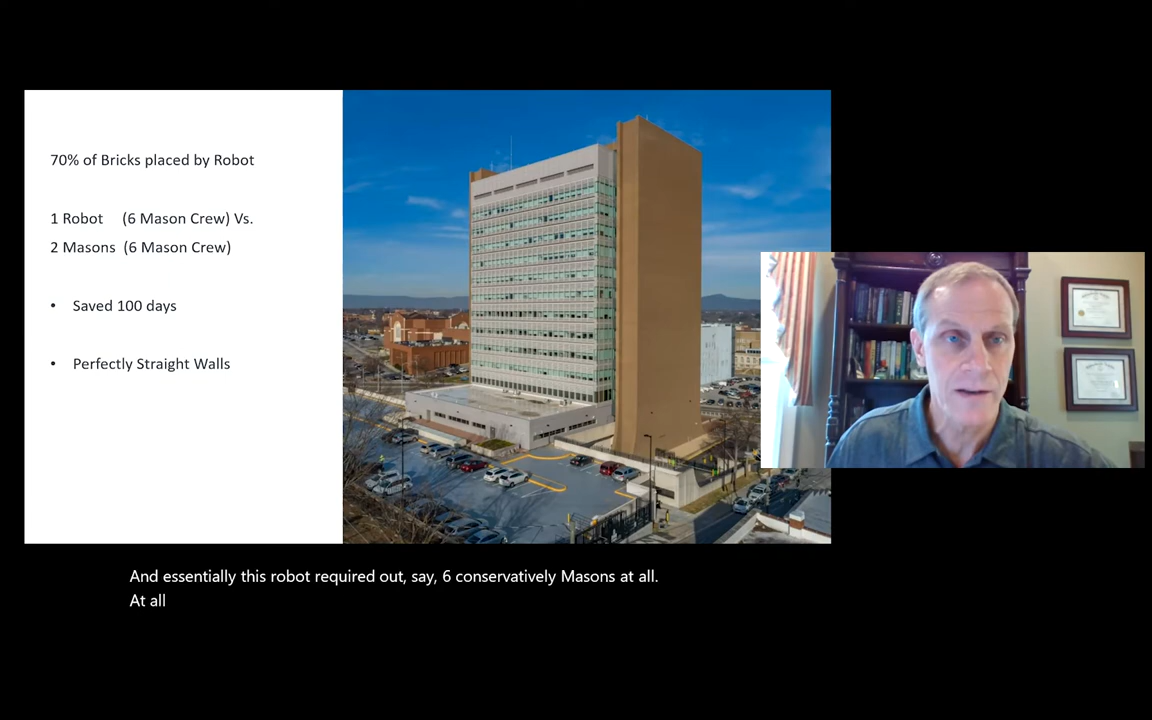 70% of Bricks placed by Robot
1 Robot (6 Mason Crew) Vs.
2 Masons (6 Mason Crew)
• Saved 100 days
• Perfectly Straight Walls
And essentially this robot required out, say, 6 conservatively Masons at all.
At all